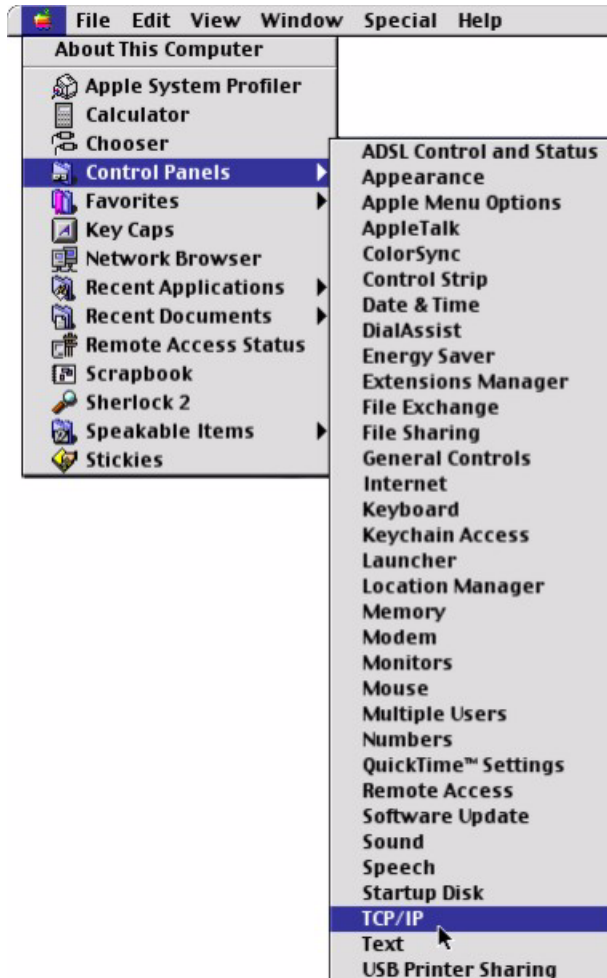 File Edit View Window Special Help
About This Computer
Apple System Profiler
Calculator
Chooser
Control Panels
Favorites
Key Caps
Network Browser
Recent Applications
Recent Documents
Remote Access Status
Scrapbook
Sherlock 2
Speakable Items
Stickies
ADSL Control and Status
Appearance
Apple Menu Options
AppleTalk
ColorSync
Control Strip
Date & Time
DialAssist
Energy Saver
Extensions Manager
File Exchange
File Sharing
General Controls
Internet
Keyboard
Keychain Access
Launcher
Location Manager
Memory
Modem
Monitors
Mouse
Multiple Users
Numbers
QuickTime™ Settings
Remote Access
Software Update
Sound
Speech
Startup Disk
TCP/IP
Text
USB Printer Sharing